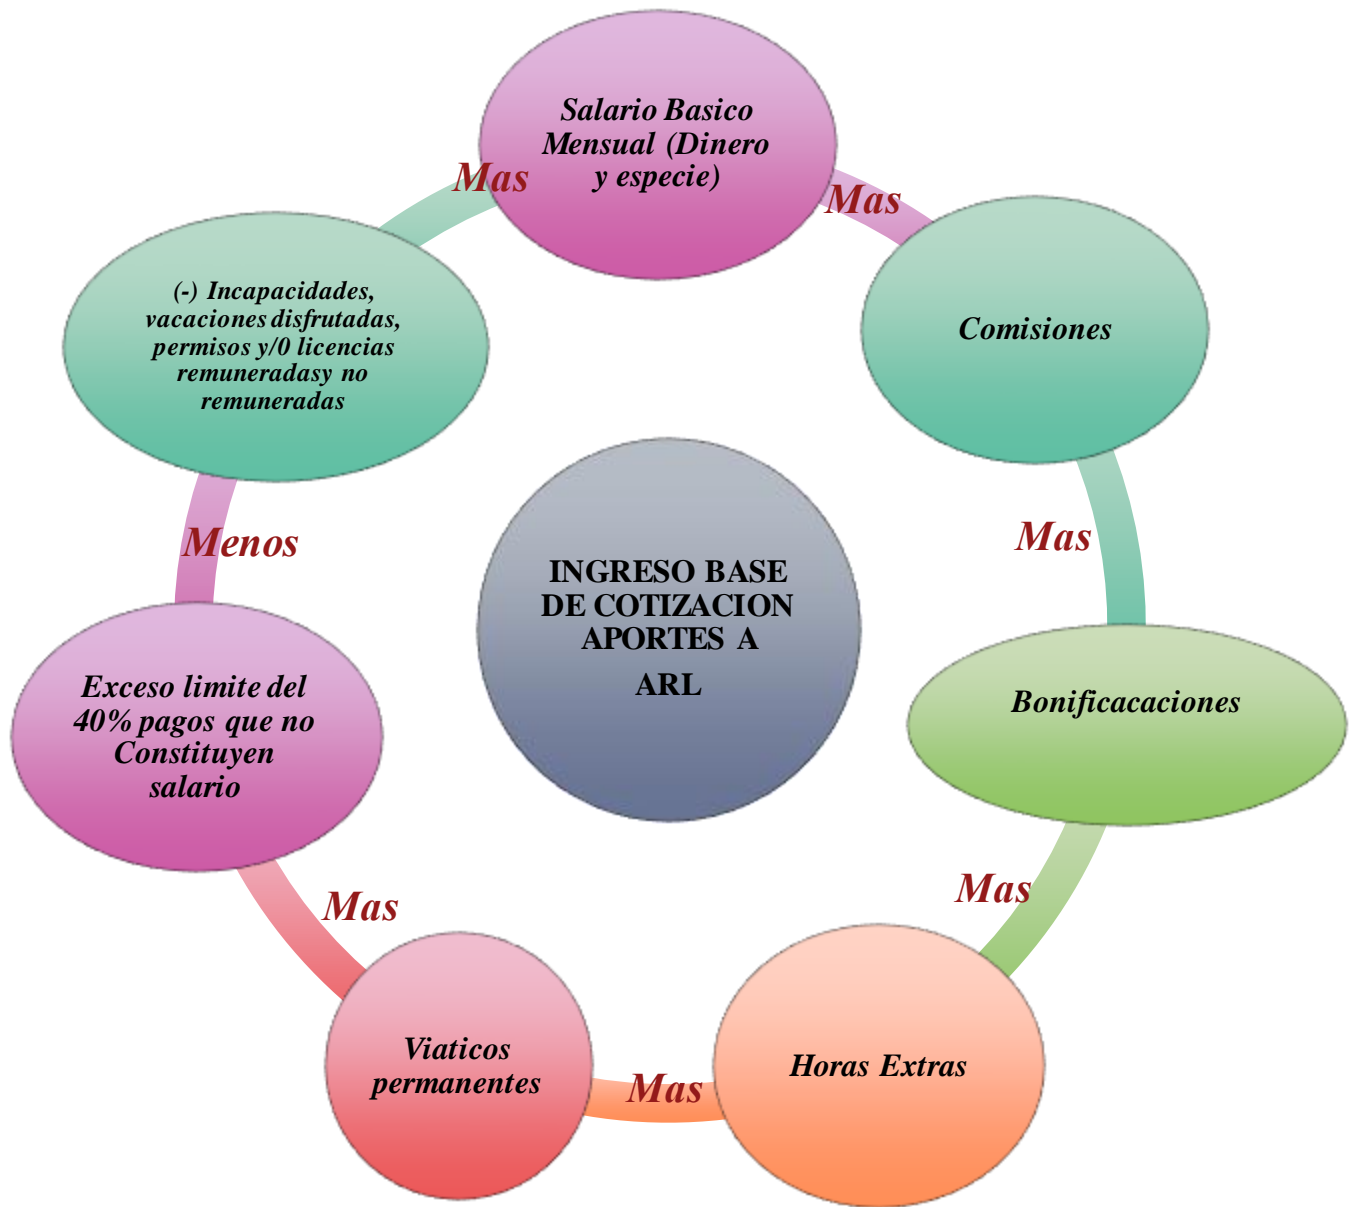 Salario Basico
Mensual (Dinero
y especie)
Mas
Comisiones
Mas
Bonificacaciones
Mas
Horas Extras
Mas
Viaticos
permanentes
Mas
Exceso limite del
40% pagos que no
Constituyen
salario
Menos
(-) Incapacidades,
vacaciones disfrutadas,
permisos y/0 licencias
remuneradasy no
remuneradas
Mas
INGRESO BASE
DE COTIZACION
APORTES A
ARL